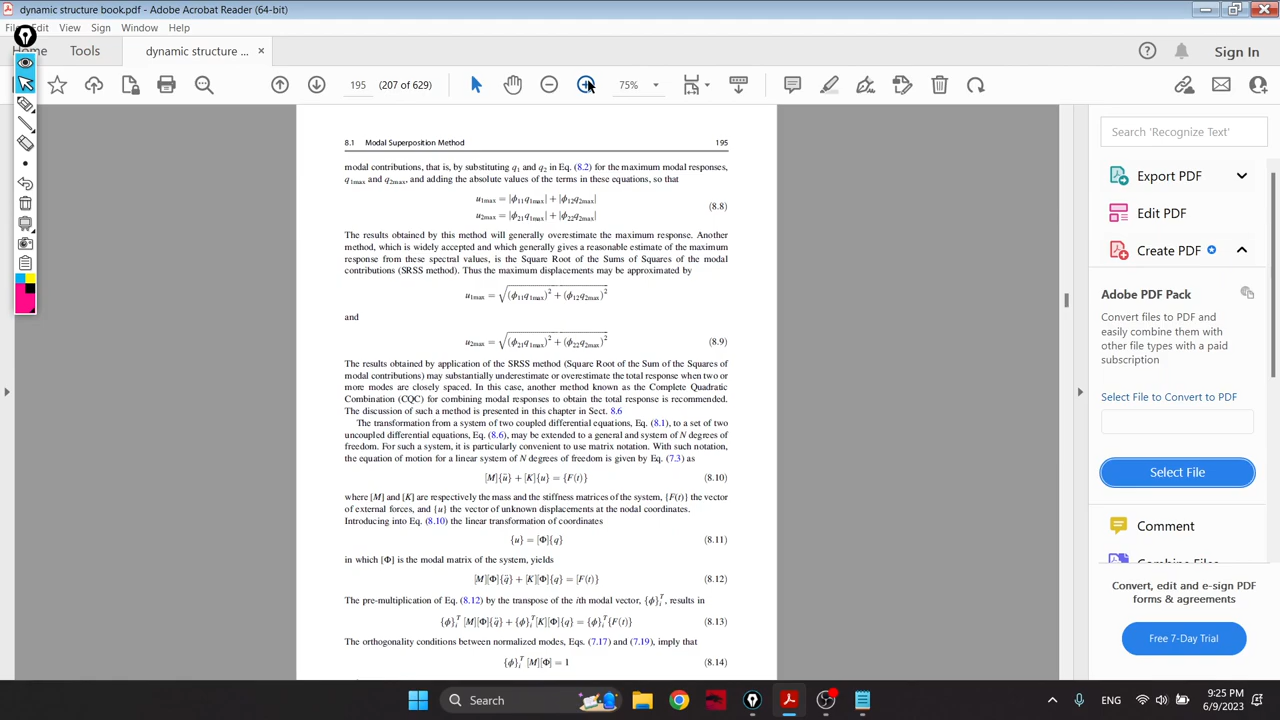 dynamic structure book.pdf - Adobe Acrobat Reader (64-bit)
File Edit View Sign Window Help
Home Tools dynamic structure ... × Sign In
195 (207 of 629) 75%
8.1 Modal Superposition Method 195
modal contributions, that is, by substituting q₁ and q₂ in Eq. (8.2) for the maximum modal responses,
q₁max and q₂max, and adding the absolute values of the terms in these equations, so that
u₁max = |ϕ₁₁q₁max| + |ϕ₁₂q₂max|
u₂max = |ϕ₂₁q₁max| + |ϕ₂₂q₂max|
(8.8)
The results obtained by this method will generally overestimate the maximum response. Another
method, which is widely accepted and which generally gives a reasonable estimate of the maximum
response from these spectral values, is the Square Root of the Sums of Squares of the modal
contributions (SRSS method). Thus the maximum displacements may be approximated by
u₁max = √(ϕ₁₁q₁max)² + (ϕ₁₂q₂max)²
and
u₂max = √(ϕ₂₁q₁max)² + (ϕ₂₂q₂max)² (8.9)
The results obtained by application of the SRSS method (Square Root of the Sum of the Squares of
modal contributions) may substantially underestimate or overestimate the total response when two or
more modes are closely spaced. In this case, another method known as the Complete Quadratic
Combination (CQC) for combining modal responses to obtain the total response is recommended.
The discussion of such a method is presented in this chapter in Sect. 8.6
The transformation from a system of two coupled differential equations, Eq. (8.1), to a set of two
uncoupled differential equations, Eq. (8.6), may be extended to a general and system of N degrees of
freedom. For such a system, it is particularly convenient to use matrix notation. With such notation,
the equation of motion for a linear system of N degrees of freedom is given by Eq. (7.3) as
[M]{ü} + [K]{u} = {F(t)} (8.10)
where [M] and [K] are respectively the mass and the stiffness matrices of the system, {F(t)} the vector
of external forces, and {u} the vector of unknown displacements at the nodal coordinates.
Introducing into Eq. (8.10) the linear transformation of coordinates
{u} = [Φ]{q} (8.11)
in which [Φ] is the modal matrix of the system, yields
[M][Φ]{q̈} + [K][Φ]{q} = [F(t)} (8.12)
The pre-multiplication of Eq. (8.12) by the transpose of the ith modal vector, {ϕ}ᵢᵀ, results in
{ϕ}ᵢᵀ [M][Φ]{q̈} + {ϕ}ᵢᵀ[K][Φ]{q} = {ϕ}ᵢᵀ{F(t)} (8.13)
The orthogonality conditions between normalized modes, Eqs. (7.17) and (7.19), imply that
{ϕ}ᵢᵀ [M][Φ] = 1 (8.14)
Search 'Recognize Text'
Export PDF
Edit PDF
Create PDF
Adobe PDF Pack
Convert files to PDF and
easily combine them with
other file types with a paid
subscription
Select File to Convert to PDF
Select File
Comment
Combine Files
Convert, edit and e-sign PDF
forms & agreements
Free 7-Day Trial
Search
ENG
9:25 PM
6/9/2023